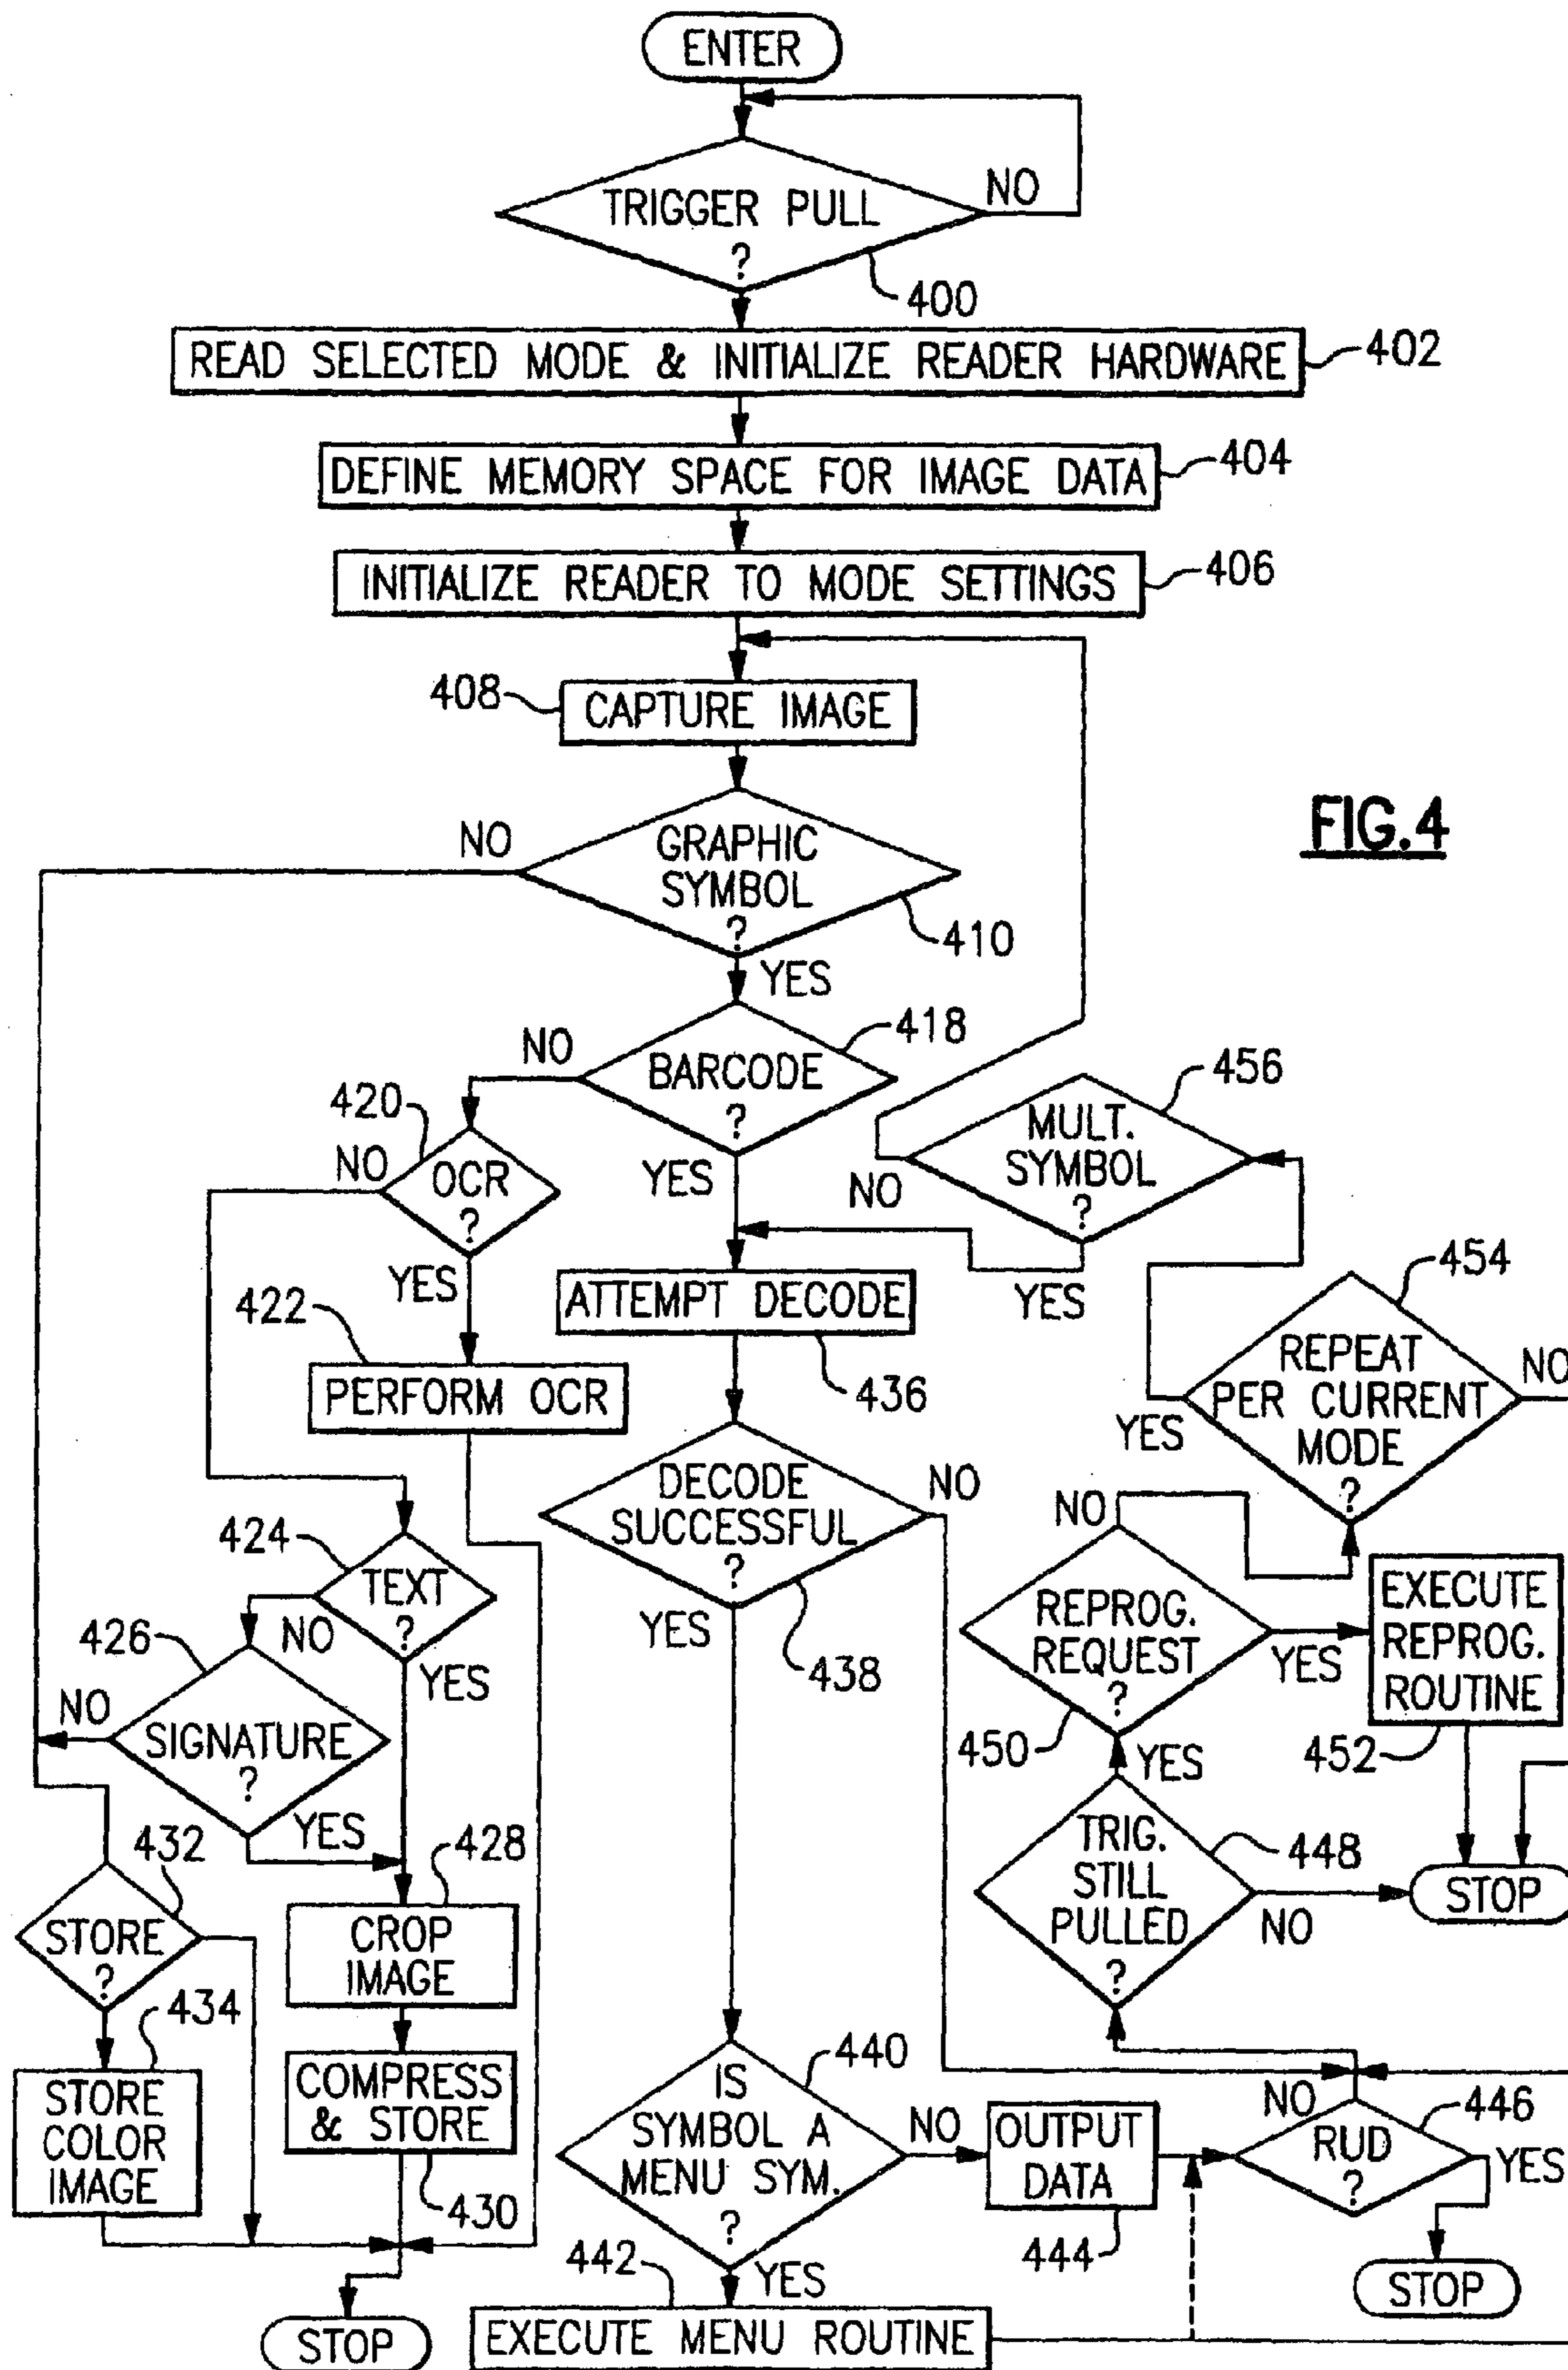 ENTER
TRIGGER PULL
?
NO
400
READ SELECTED MODE & INITIALIZE READER HARDWARE
402
DEFINE MEMORY SPACE FOR IMAGE DATA
404
INITIALIZE READER TO MODE SETTINGS
406
408
CAPTURE IMAGE
FIG.4
NO
GRAPHIC
SYMBOL
?
410
YES
NO
BARCODE
?
418
YES
420
NO
OCR
?
YES
422
PERFORM OCR
456
MULT.
SYMBOL
?
NO
YES
ATTEMPT DECODE
436
454
REPEAT
PER CURRENT
MODE
?
NO
YES
DECODE
SUCCESSFUL
?
NO
YES
438
424
TEXT
?
NO
YES
426
NO
SIGNATURE
?
YES
NO
REPROG.
REQUEST
?
YES
450
YES
EXECUTE
REPROG.
ROUTINE
452
TRIG.
STILL
PULLED
?
448
NO
STOP
432
STORE
?
428
CROP
IMAGE
434
STORE
COLOR
IMAGE
COMPRESS
& STORE
430
STOP
IS
SYMBOL A
MENU SYM.
?
440
NO
YES
OUTPUT
DATA
444
NO
RUD
?
446
YES
STOP
442
EXECUTE MENU ROUTINE